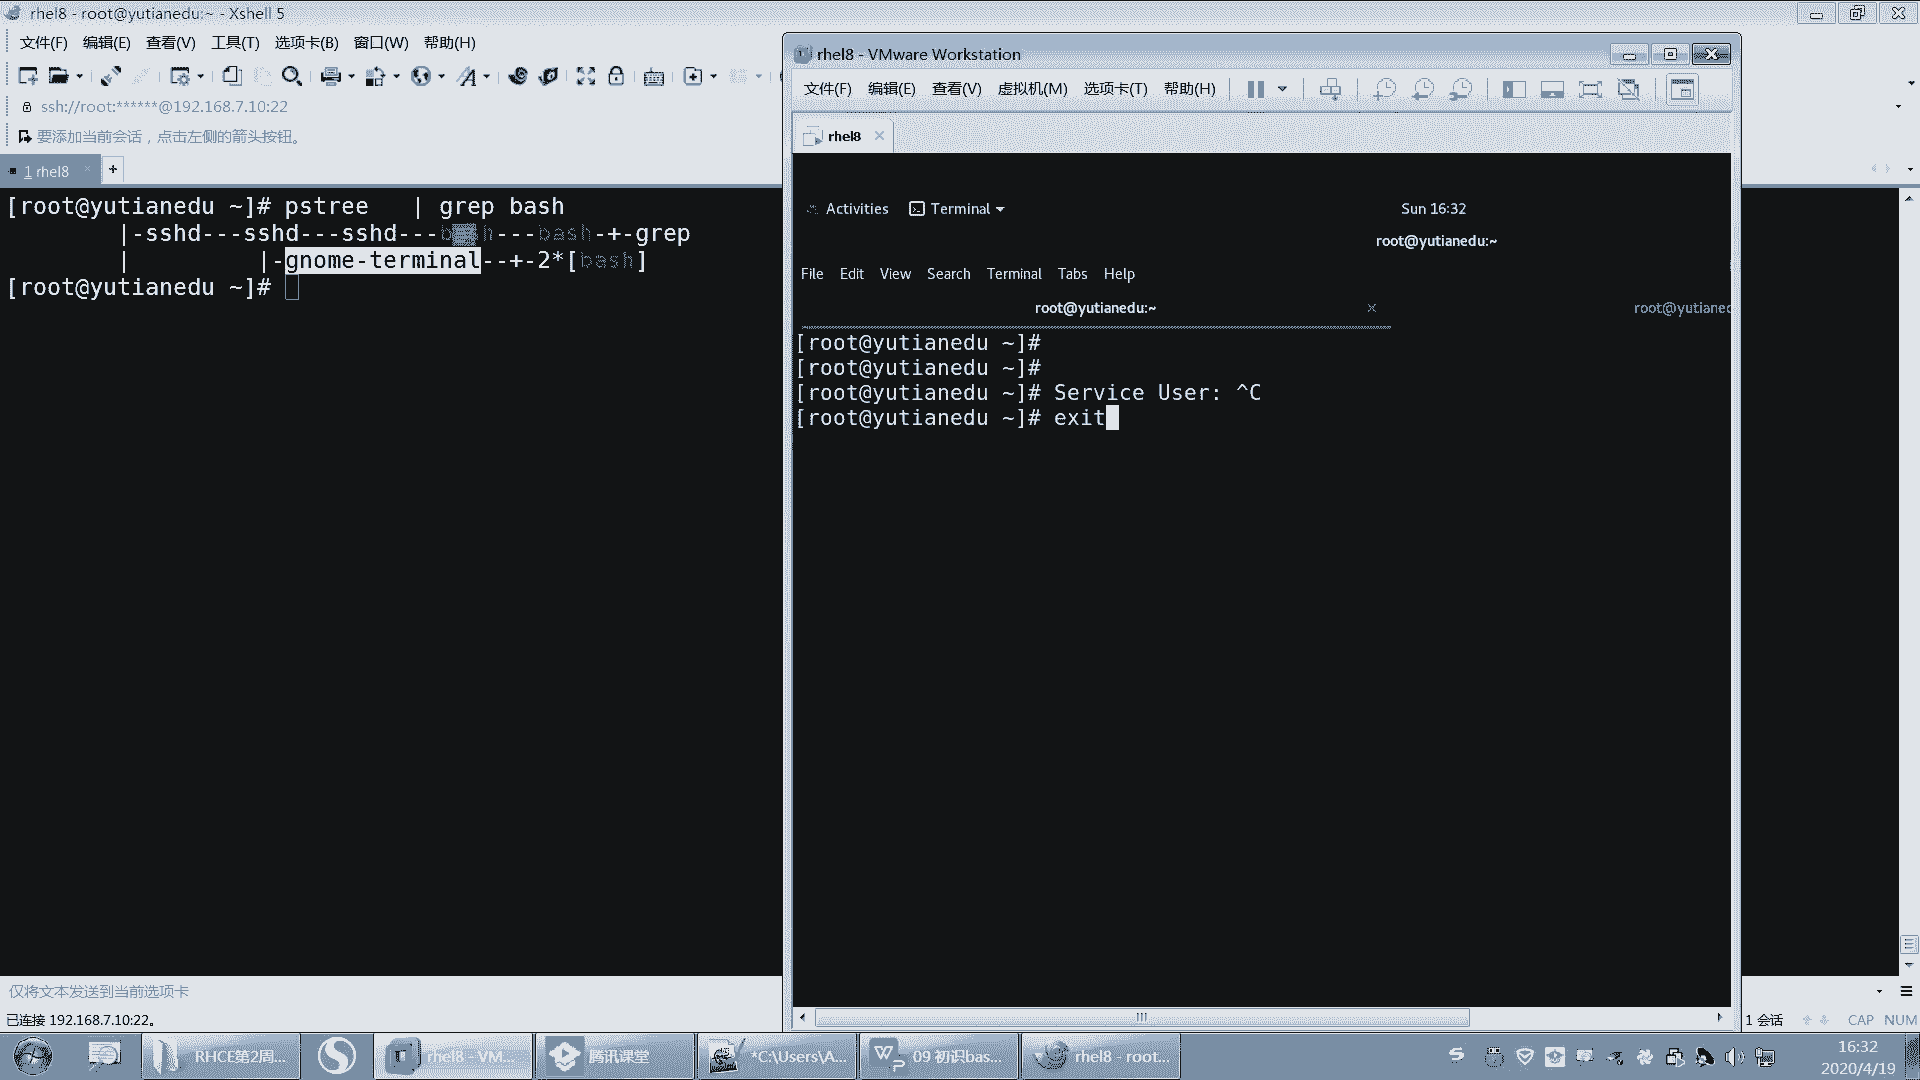 rhel8 - root@yutianedu:~ - Xshell 5
文件(F) 编辑(E) 查看(V) 工具(T) 选项卡(B) 窗口(W) 帮助(H)
ssh://root:******@192.168.7.10:22
要添加当前会话，点击左侧的箭头按钮。
1 rhel8
[root@yutianedu ~]# pstree   | grep bash
|-sshd---sshd---sshd---bash---bash-+-grep
|          |-gnome-terminal--+-2*[bash]
[root@yutianedu ~]#
仅将文本发送到当前选项卡
已连接 192.168.7.10:22。
1 会话 CAP NUM
rhel8 - VMware Workstation
文件(F) 编辑(E) 查看(V) 虚拟机(M) 选项卡(T) 帮助(H)
rhel8
Activities Terminal Sun 16:32
root@yutianedu:~
File Edit View Search Terminal Tabs Help
root@yutianedu:~ root@yutianed
[root@yutianedu ~]#
[root@yutianedu ~]#
[root@yutianedu ~]# Service User: ^C
[root@yutianedu ~]# exit
RHCE第2周... rhel8 - VM... 腾讯课堂 *C:\Users\A... 09 初识bas... rhel8 - root...
16:32
2020/4/19